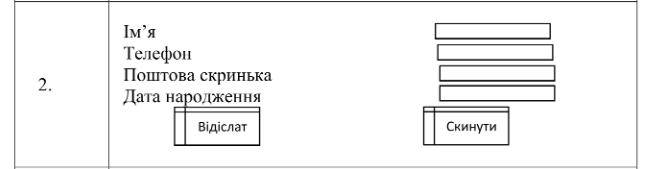 Ім’я
Телефон
2.
Поштова скринька
Дата народження
Відіслат
Скинути